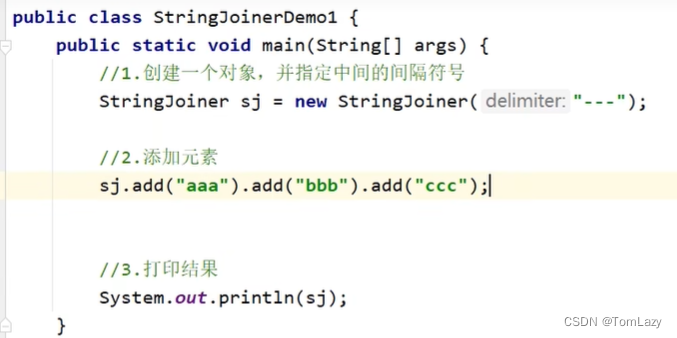 public class StringJoinerDemo1 {
public static void main(String[] args) {
//1.创建一个对象，并指定中间的间隔符号
StringJoiner sj = new StringJoiner( delimiter: "---");
//2.添加元素
sj.add("aaa").add("bbb").add("ccc");
//3.打印结果
System.out.println(sj);
}
CSDN @TomLazy